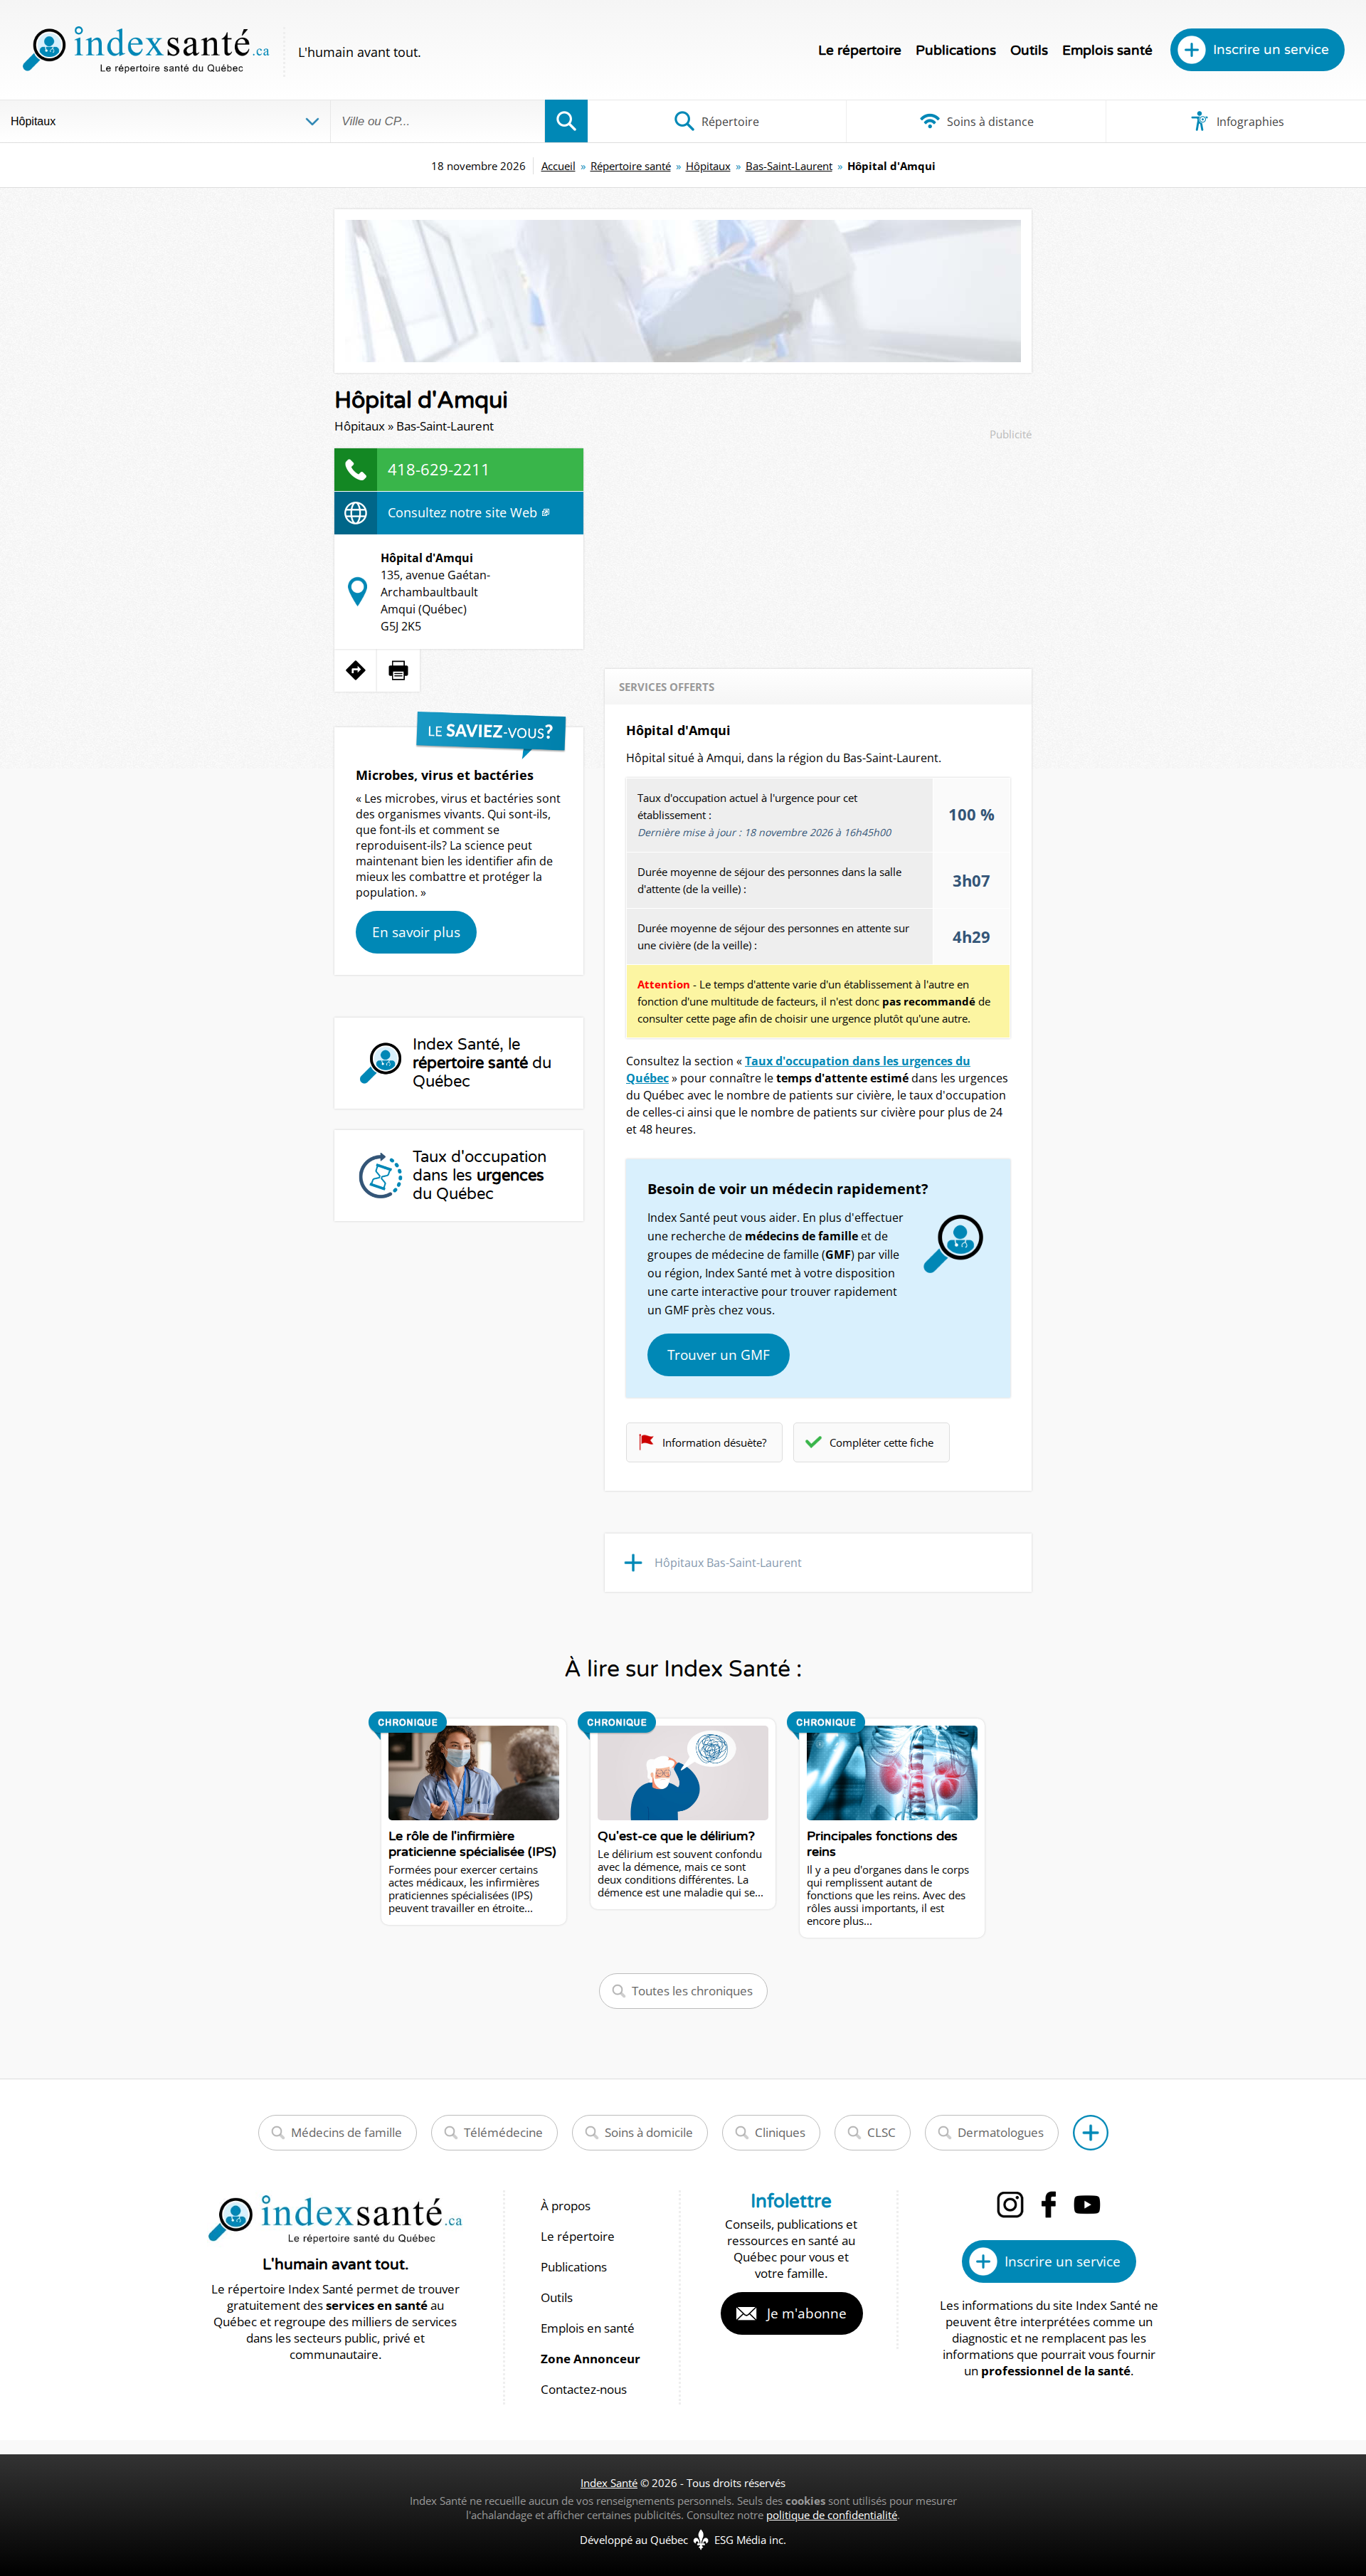 indexsanté.ca
Le répertoire santé du Québec
L'humain avant tout.
Le répertoire
Publications
Outils
Emplois santé
Inscrire un service
Hôpitaux
Ville ou CP...
Répertoire
Soins à distance
Infographies
18 novembre 2026
Accueil » Répertoire santé » Hôpitaux » Bas-Saint-Laurent » Hôpital d'Amqui
Hôpital d'Amqui
Hôpitaux » Bas-Saint-Laurent
Publicité
418-629-2211
Consultez notre site Web
Hôpital d'Amqui
135, avenue Gaétan-
Archambaultbault
Amqui (Québec)
G5J 2K5
LE SAVIEZ-VOUS?
Microbes, virus et bactéries
« Les microbes, virus et bactéries sont
des organismes vivants. Qui sont-ils,
que font-ils et comment se
reproduisent-ils? La science peut
maintenant bien les identifier afin de
mieux les combattre et protéger la
population. »
En savoir plus
Index Santé, le
répertoire santé du
Québec
Taux d'occupation
dans les urgences
du Québec
SERVICES OFFERTS
Hôpital d'Amqui
Hôpital situé à Amqui, dans la région du Bas-Saint-Laurent.
Taux d'occupation actuel à l'urgence pour cet
établissement :
Dernière mise à jour : 18 novembre 2026 à 16h45h00
100 %
Durée moyenne de séjour des personnes dans la salle
d'attente (de la veille) :
3h07
Durée moyenne de séjour des personnes en attente sur
une civière (de la veille) :
4h29
Attention - Le temps d'attente varie d'un établissement à l'autre en
fonction d'une multitude de facteurs, il n'est donc pas recommandé de
consulter cette page afin de choisir une urgence plutôt qu'une autre.
Consultez la section « Taux d'occupation dans les urgences du
Québec » pour connaître le temps d'attente estimé dans les urgences
du Québec avec le nombre de patients sur civière, le taux d'occupation
de celles-ci ainsi que le nombre de patients sur civière pour plus de 24
et 48 heures.
Besoin de voir un médecin rapidement?
Index Santé peut vous aider. En plus d'effectuer
une recherche de médecins de famille et de
groupes de médecine de famille (GMF) par ville
ou région, Index Santé met à votre disposition
une carte interactive pour trouver rapidement
un GMF près chez vous.
Trouver un GMF
Information désuète?
Compléter cette fiche
Hôpitaux Bas-Saint-Laurent
À lire sur Index Santé :
CHRONIQUE
Le rôle de l'infirmière
praticienne spécialisée (IPS)
Formées pour exercer certains
actes médicaux, les infirmières
praticiennes spécialisées (IPS)
peuvent travailler en étroite...
CHRONIQUE
Qu'est-ce que le délirium?
Le délirium est souvent confondu
avec la démence, mais ce sont
deux conditions différentes. La
démence est une maladie qui se...
CHRONIQUE
Principales fonctions des
reins
Il y a peu d'organes dans le corps
qui remplissent autant de
fonctions que les reins. Avec des
rôles aussi importants, il est
encore plus...
Toutes les chroniques
Médecins de famille
Télémédecine
Soins à domicile
Cliniques
CLSC
Dermatologues
indexsanté.ca
Le répertoire santé du Québec
L'humain avant tout.
Le répertoire Index Santé permet de trouver
gratuitement des services en santé au
Québec et regroupe des milliers de services
dans les secteurs public, privé et
communautaire.
À propos
Le répertoire
Publications
Outils
Emplois en santé
Zone Annonceur
Contactez-nous
Infolettre
Conseils, publications et
ressources en santé au
Québec pour vous et
votre famille.
Je m'abonne
Inscrire un service
Les informations du site Index Santé ne
peuvent être interprétées comme un
diagnostic et ne remplacent pas les
informations que pourrait vous fournir
un professionnel de la santé.
Index Santé © 2026 - Tous droits réservés
Index Santé ne recueille aucun de vos renseignements personnels. Seuls des cookies sont utilisés pour mesurer
l'achalandage et afficher certaines publicités. Consultez notre politique de confidentialité.
Développé au Québec ESG Média inc.